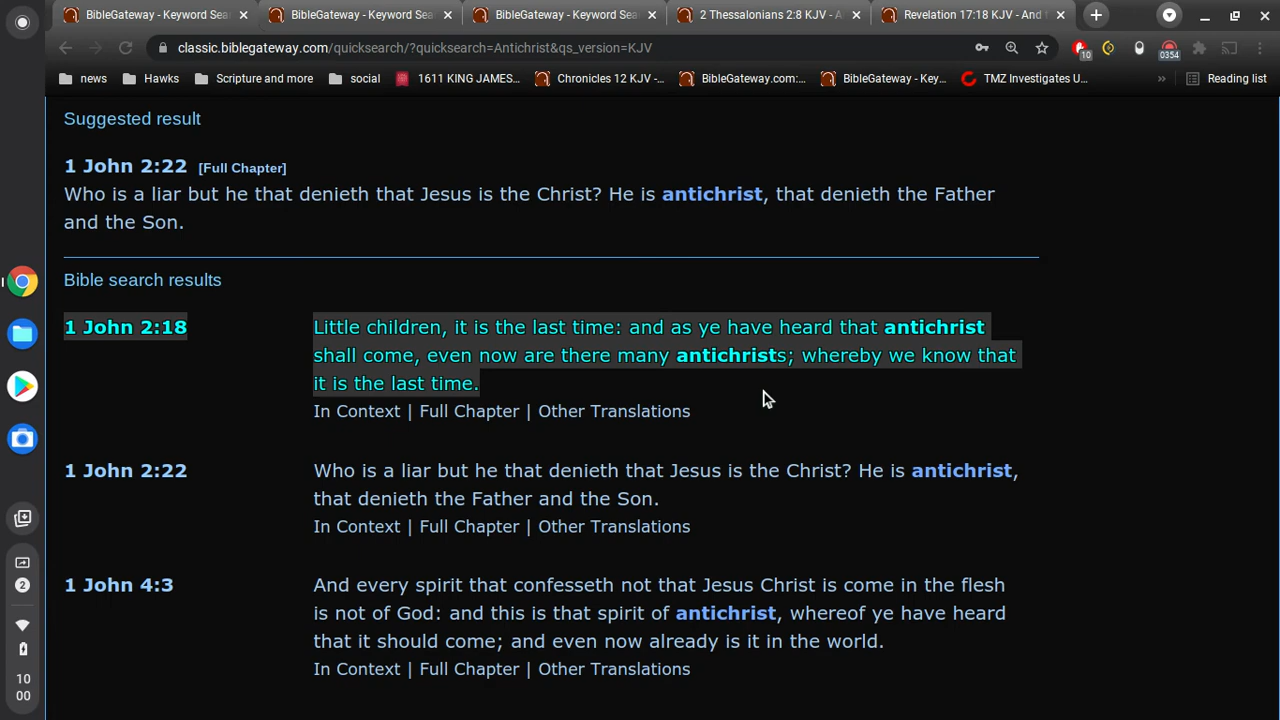 BibleGateway - Keyword Sea
BibleGateway - Keyword Sea
BibleGateway - Keyword Sea
2 Thessalonians 2:8 KJV - An
Revelation 17:18 KJV - And
classic.biblegateway.com/quicksearch/?quicksearch=Antichrist&qs_version=KJV
10
0354
news
Hawks
Scripture and more
social
1611 KING JAMES...
Chronicles 12 KJV -...
BibleGateway.com:...
BibleGateway - Key...
TMZ Investigates U...
»
Reading list
Suggested result
1 John 2:22 [Full Chapter]
Who is a liar but he that denieth that Jesus is the Christ? He is antichrist, that denieth the Father
and the Son.
Bible search results
1 John 2:18
Little children, it is the last time: and as ye have heard that antichrist
shall come, even now are there many antichrists; whereby we know that
it is the last time.
In Context | Full Chapter | Other Translations
1 John 2:22
Who is a liar but he that denieth that Jesus is the Christ? He is antichrist,
that denieth the Father and the Son.
In Context | Full Chapter | Other Translations
1 John 4:3
And every spirit that confesseth not that Jesus Christ is come in the flesh
is not of God: and this is that spirit of antichrist, whereof ye have heard
that it should come; and even now already is it in the world.
In Context | Full Chapter | Other Translations
2
10
00